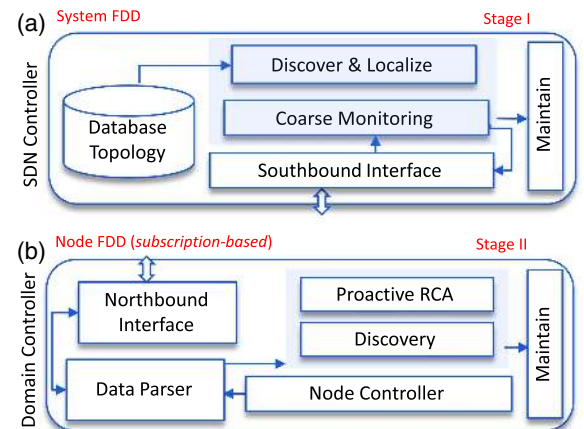 (a)
System FDD
Stage I
SDN Controller
Database
Topology
Discover & Localize
Coarse Monitoring
Southbound Interface
Maintain
(b)
Node FDD (subscription-based)
Stage II
Domain Controller
Northbound
Interface
Data Parser
Proactive RCA
Discovery
Node Controller
Maintain